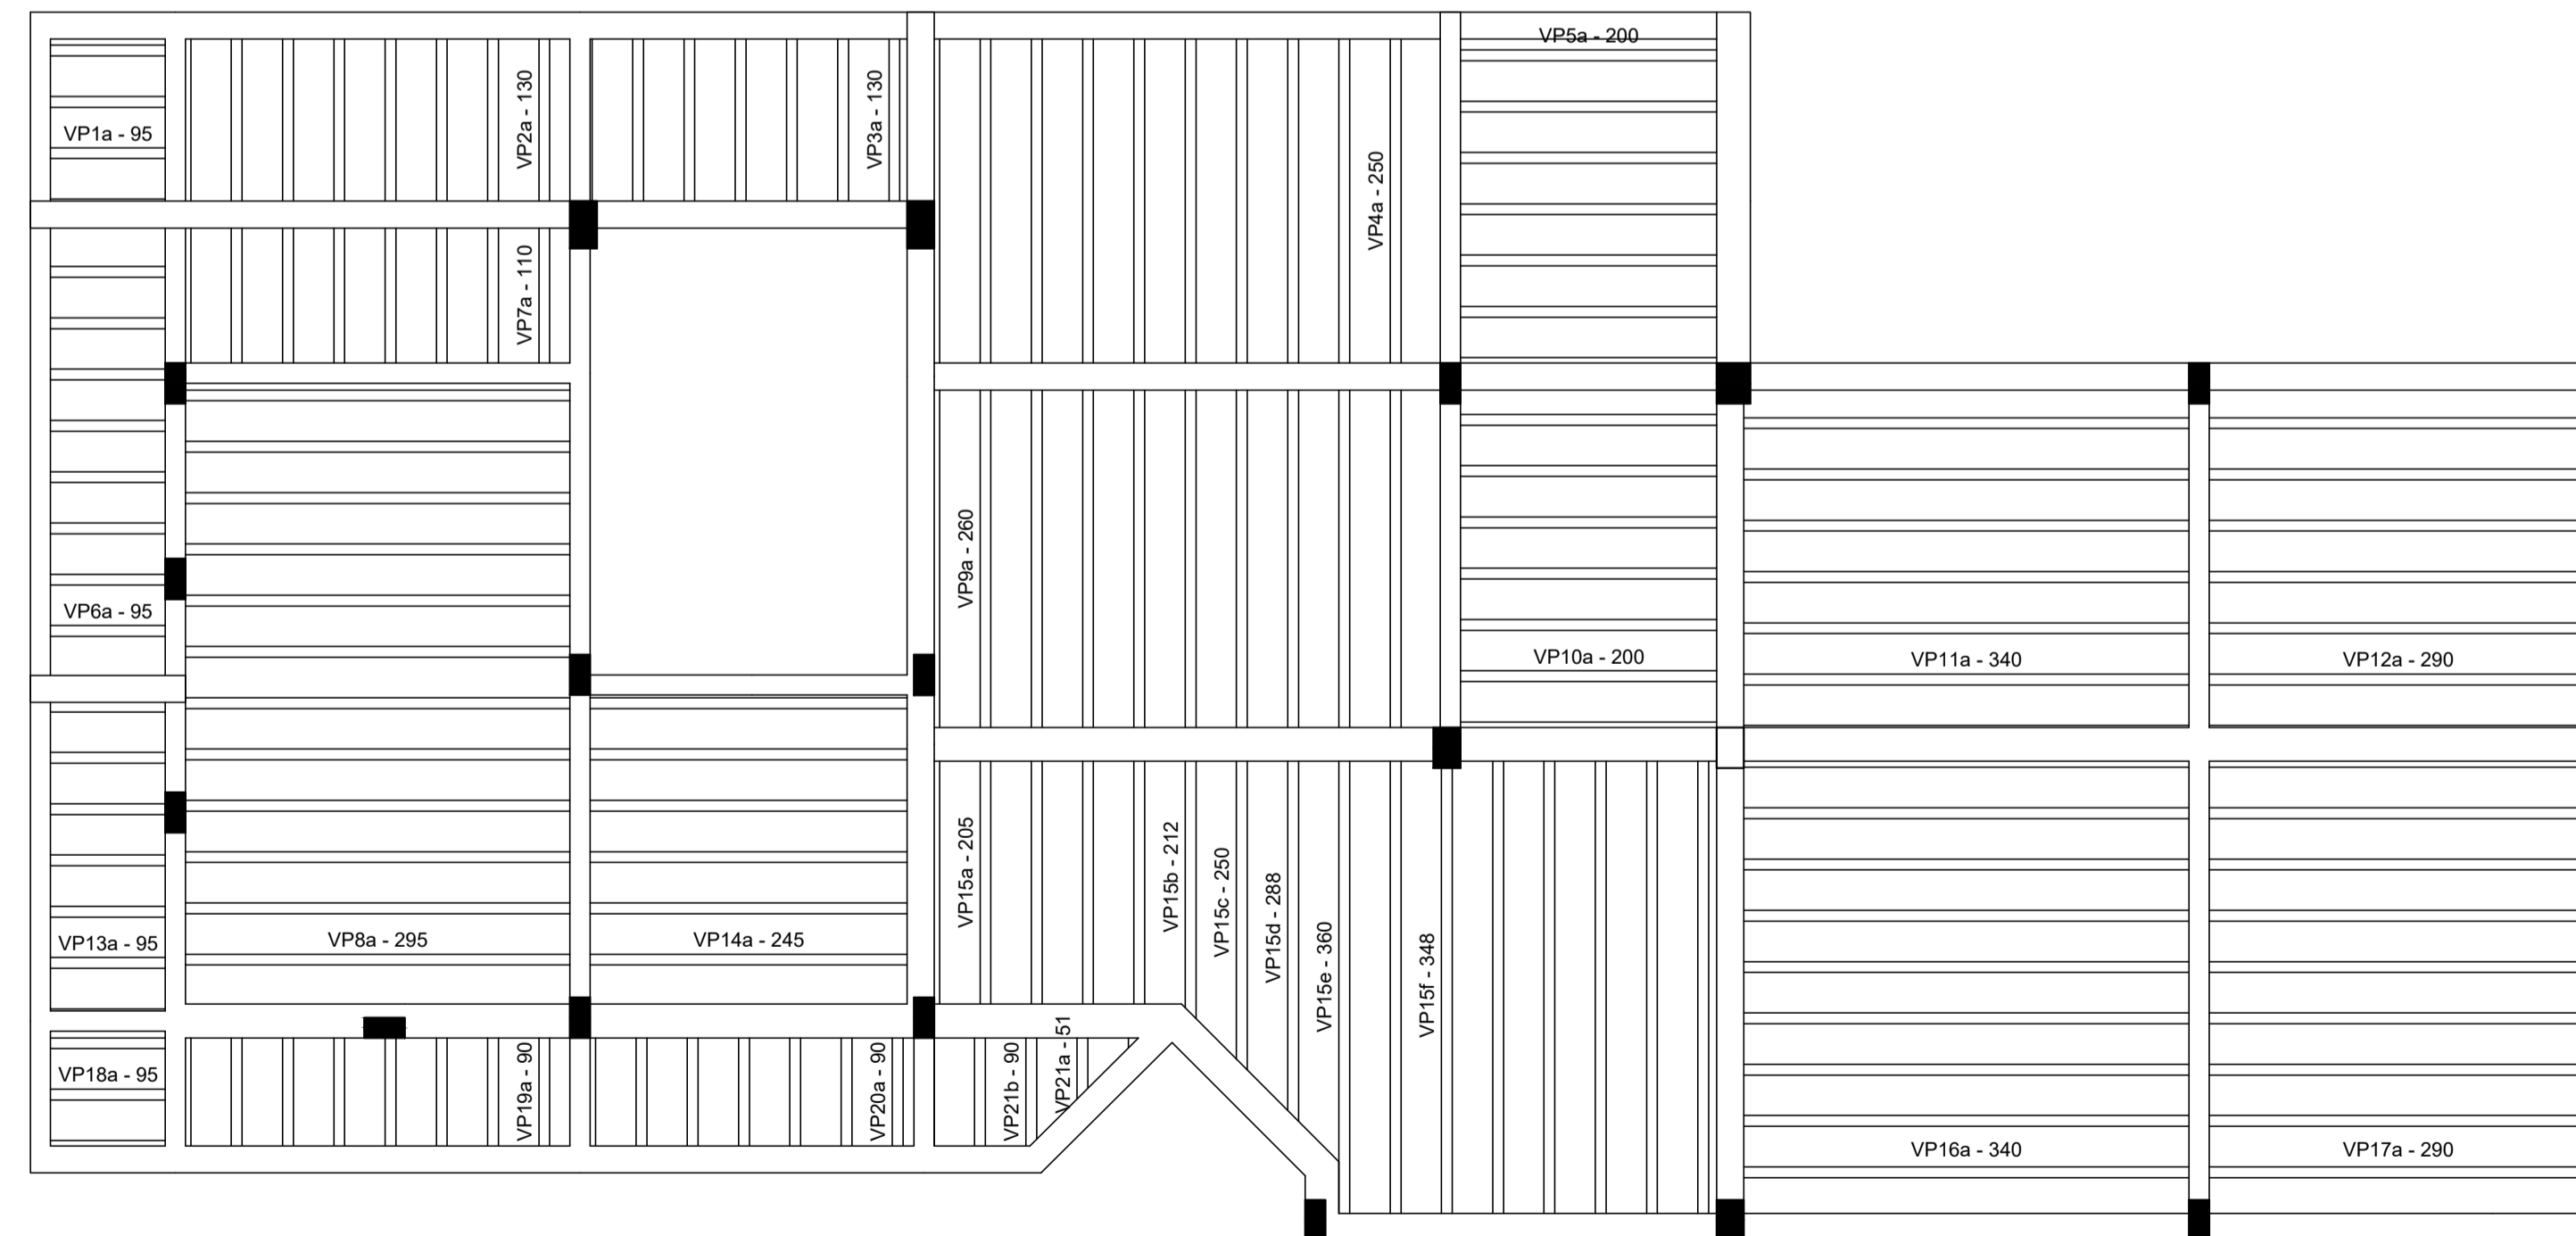 VP5a - 200
VP1a - 95
VP2a - 130
VP3a - 130
VP4a - 250
VP7a - 110
VP9a - 260
VP6a - 95
VP10a - 200
VP11a - 340
VP12a - 290
VP15a - 205
VP15b - 212
VP15c - 250
VP15d - 288
VP15e - 360
VP15f - 348
VP13a - 95
VP8a - 295
VP14a - 245
VP18a - 95
VP19a - 90
VP20a - 90
VP21b - 90
VP21a - 51
VP16a - 340
VP17a - 290